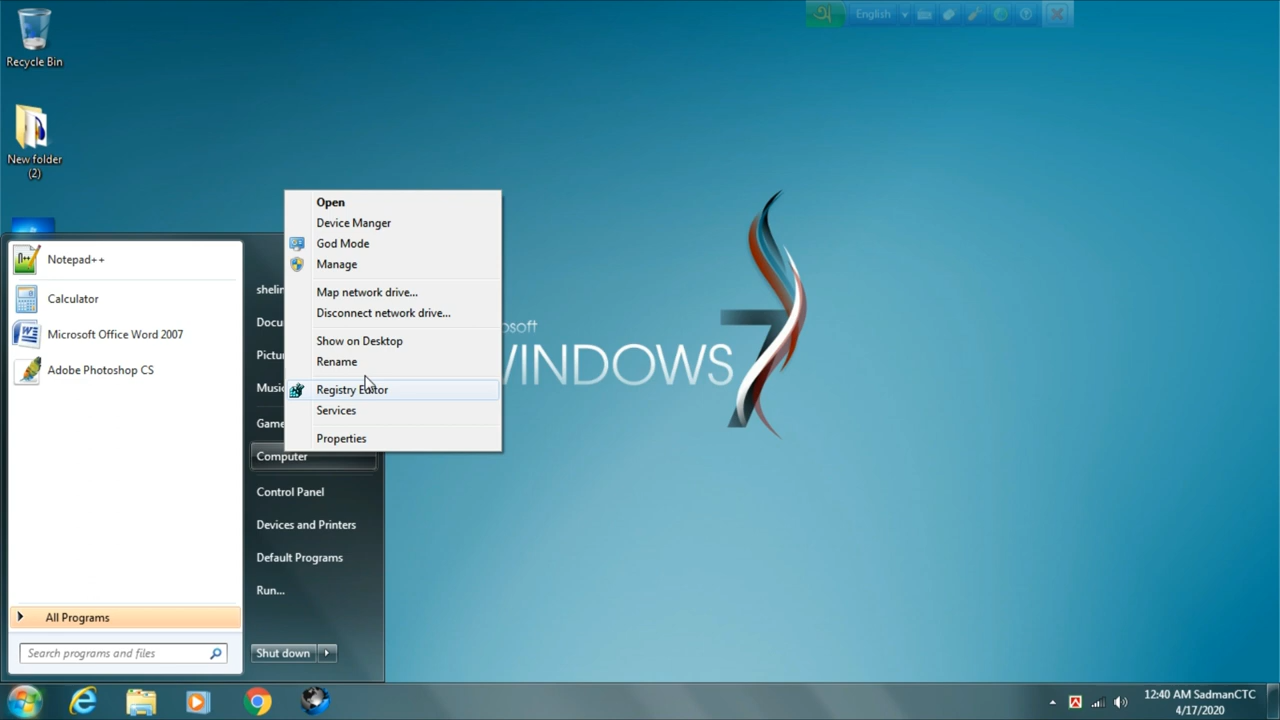 English
Recycle Bin
New folder
(2)
Open
Device Manger
God Mode
Manage
Map network drive...
Disconnect network drive...
Show on Desktop
Rename
Registry Editor
Services
Properties
Notepad++
Calculator
Microsoft Office Word 2007
Adobe Photoshop CS
All Programs
Search programs and files
shelin
Docu
Pictur
Music
Game
Computer
Control Panel
Devices and Printers
Default Programs
Run...
Shut down
osoft
WINDOWS
7
12:40 AM SadmanCTC
4/17/2020